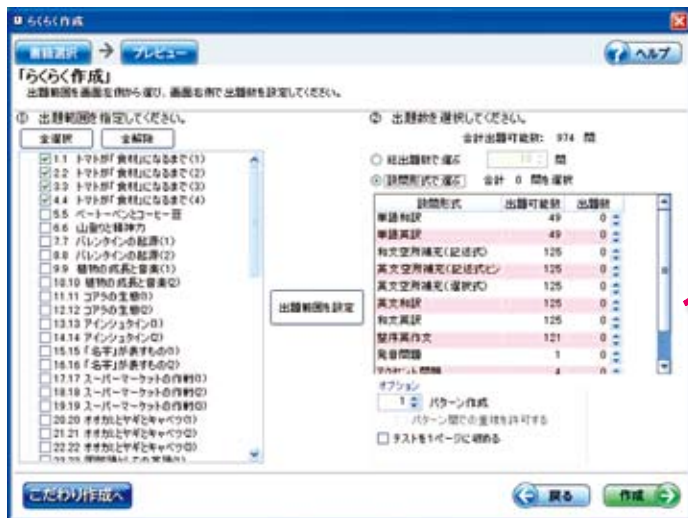 らくらく作成
書籍選択 → プレビュー ? ヘルプ
「らくらく作成」
出題範囲を画面左側から選び、画面右側で出題数を設定してください。
① 出題範囲を指定してください。
全選択 全解除
1.1 トマトが「食材」になるまで(1)
2.2 トマトが「食材」になるまで(2)
3.3 トマトが「食材」になるまで(3)
4.4 トマトが「食材」になるまで(4)
5.5 ベートーベンとコーヒー豆
6.6 山登りと精神力
7.7 バレンタインの起源(1)
8.8 バレンタインの起源(2)
9.9 植物の成長と音楽(1)
10.10 植物の成長と音楽(2)
11.11 コアラの生態(1)
12.12 コアラの生態(2)
13.13 アインシュタイン(1)
14.14 アインシュタイン(2)
15.15 「名字」が表すもの(1)
16.16 「名字」が表すもの(2)
17.17 スーパーマーケットの作戦(1)
18.18 スーパーマーケットの作戦(2)
19.19 スーパーマーケットの作戦(3)
20.20 オオカミとヤギとキャベツ(1)
21.21 オオカミとヤギとキャベツ(2)
22.22 オオカミとヤギとキャベツ(3)
出題範囲を設定
② 出題数を選択してください。
合計出題可能数: 974 問
総出題数で選ぶ 10 問
設問形式で選ぶ 合計 0 問を選択
設問形式 出題可能数 出題数
単語和訳 49 0
単語英訳 49 0
和文空所補充(記述式) 125 0
英文空所補充(記述式ヒン 125 0
英文空所補充(選択式) 125 0
英文和訳 125 0
和文英訳 125 0
整序英作文 121 0
発音問題 1 0
アクセント問題 4 0
オプション
1 パターン作成
パターン間での重複を許可する
テストを1ページに収める
こだわり作成へ 戻る 作成